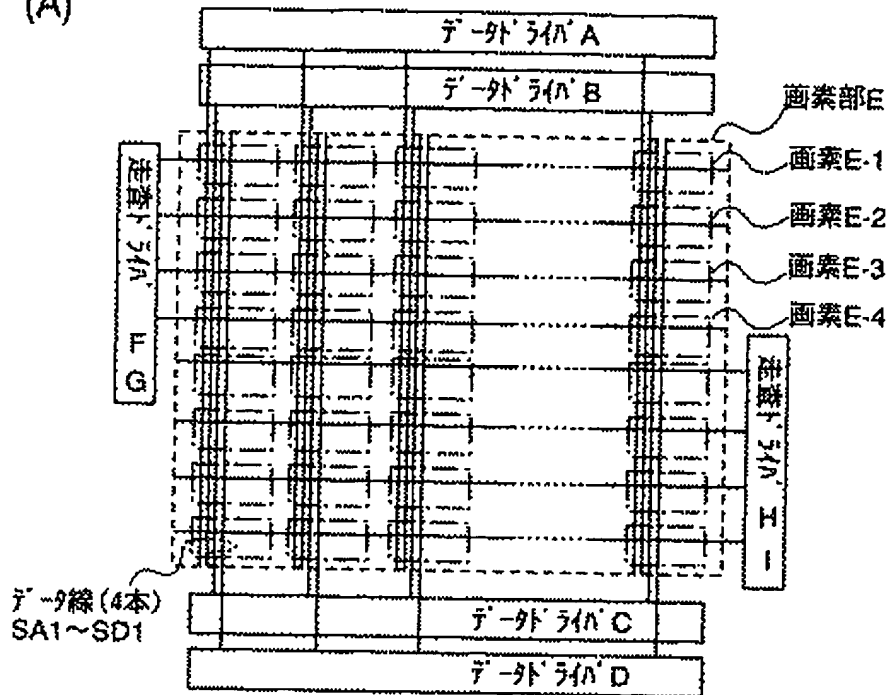 (A)
データドライバA
データドライバB
画素部E
画素E-1
画素E-2
画素E-3
画素E-4
走査ドライバ F G
走査ドライバ H I
データ線(4本)
SA1~SD1
データドライバC
データドライバD